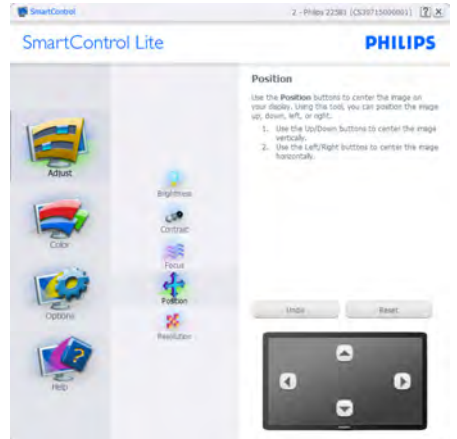 SmartControl
2 - Philips 225B1 (CS30715000001)
SmartControl Lite
PHILIPS
Position
Use the Position buttons to center the image on
your display. Using this tool, you can position the image
up, down, left, or right.
1. Use the Up/Down buttons to center the image
vertically.
2. Use the Left/Right buttons to center the image
horizontally.
Adjust
Color
Options
Help
Brightness
Contrast
Focus
Position
Resolution
Undo
Reset